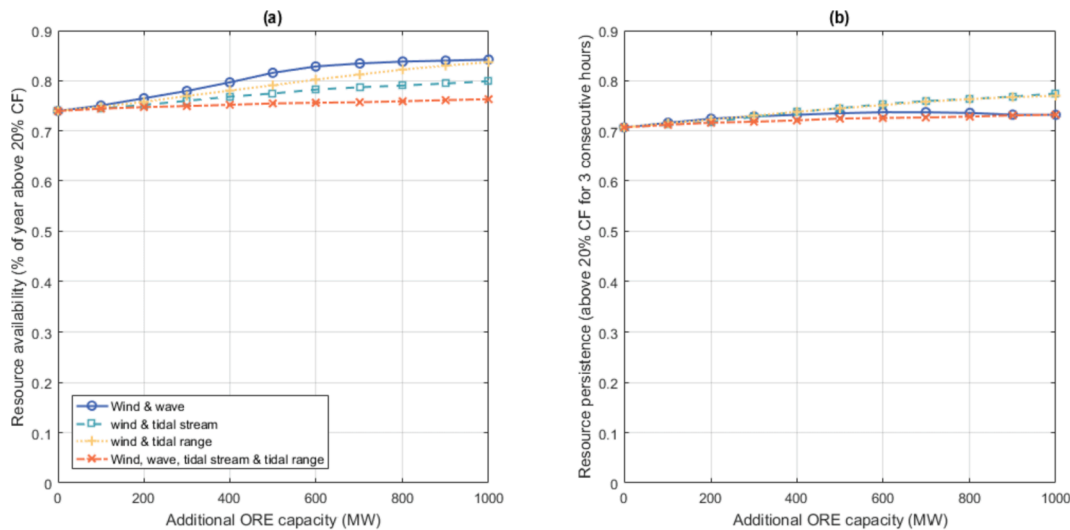 (a)
Resource availability (% of year above 20% CF)
0.9
0.8
0.7
0.6
0.5
0.4
0.3
0.2
0.1
0
Wind & wave
wind & tidal stream
wind & tidal range
Wind, wave, tidal stream & tidal range
0 200 400 600 800 1000
Additional ORE capacity (MW)
(b)
Resource persistence (above 20% CF for 3 consecutive hours)
0.9
0.8
0.7
0.6
0.5
0.4
0.3
0.2
0.1
0
0 200 400 600 800 1000
Additional ORE capacity (MW)